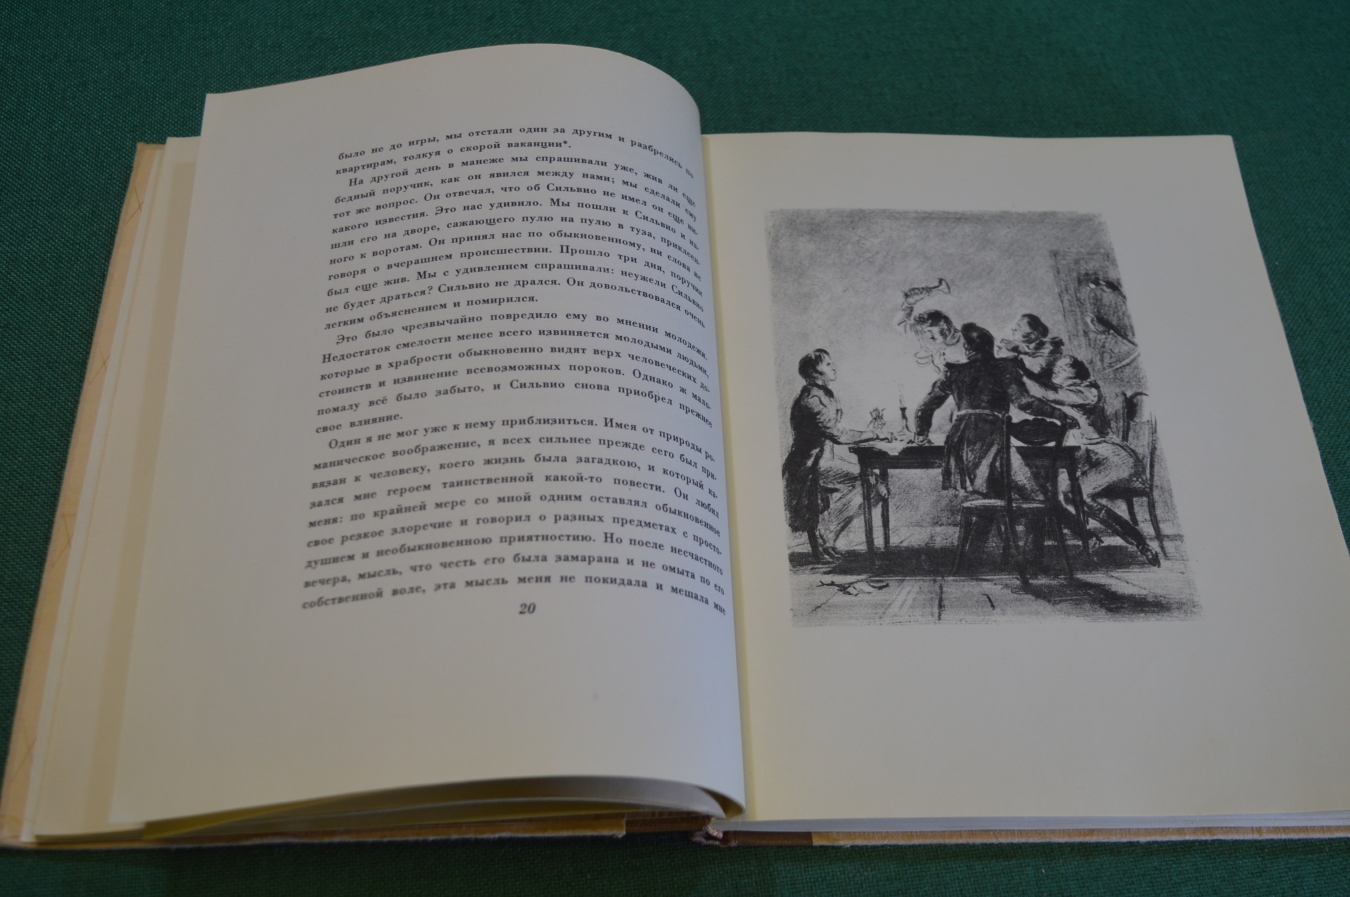 было не до игры, мы отстали один за другим и разбрелись по
квартирам, толкуя о скорой ваканции*.
На другой день в манеже мы спрашивали уже, жив ли еще
бедный поручик, как он явился между нами; мы сделали ему
тот же вопрос. Он отвечал, что об Сильвио не имел он еще ни-
какого известия. Это нас удивило. Мы пошли к Сильвио и на-
шли его на дворе, сажающего пулю на пулю в туза, приклеен-
ного к воротам. Он принял нас по обыкновенному, ни слова не
говоря о вчерашнем происшествии. Прошло три дня, поручик
был еще жив. Мы с удивлением спрашивали: неужели Сильвио
не будет драться? Сильвио не дрался. Он довольствовался очень
легким объяснением и помирился.
Это было чрезвычайно повредило ему во мнении молодежи.
Недостаток смелости менее всего извиняется молодыми людьми,
которые в храбрости обыкновенно видят верх человеческих до-
стоинств и извинение всевозможных пороков. Однако ж мало-
помалу всё было забыто, и Сильвио снова приобрел прежнее
свое влияние.
Один я не мог уже к нему приблизиться. Имея от природы ро-
маническое воображение, я всех сильнее прежде сего был при-
вязан к человеку, коего жизнь была загадкою, и который ка-
зался мне героем таинственной какой-то повести. Он любил
меня; по крайней мере со мной одним оставлял обыкновенное
свое резкое злоречие и говорил о разных предметах с просто-
душием и необыкновенною приятностию. Но после несчастного
вечера, мысль, что честь его была замарана и не омыта по его
собственной воле, эта мысль меня не покидала и мешала мне
20